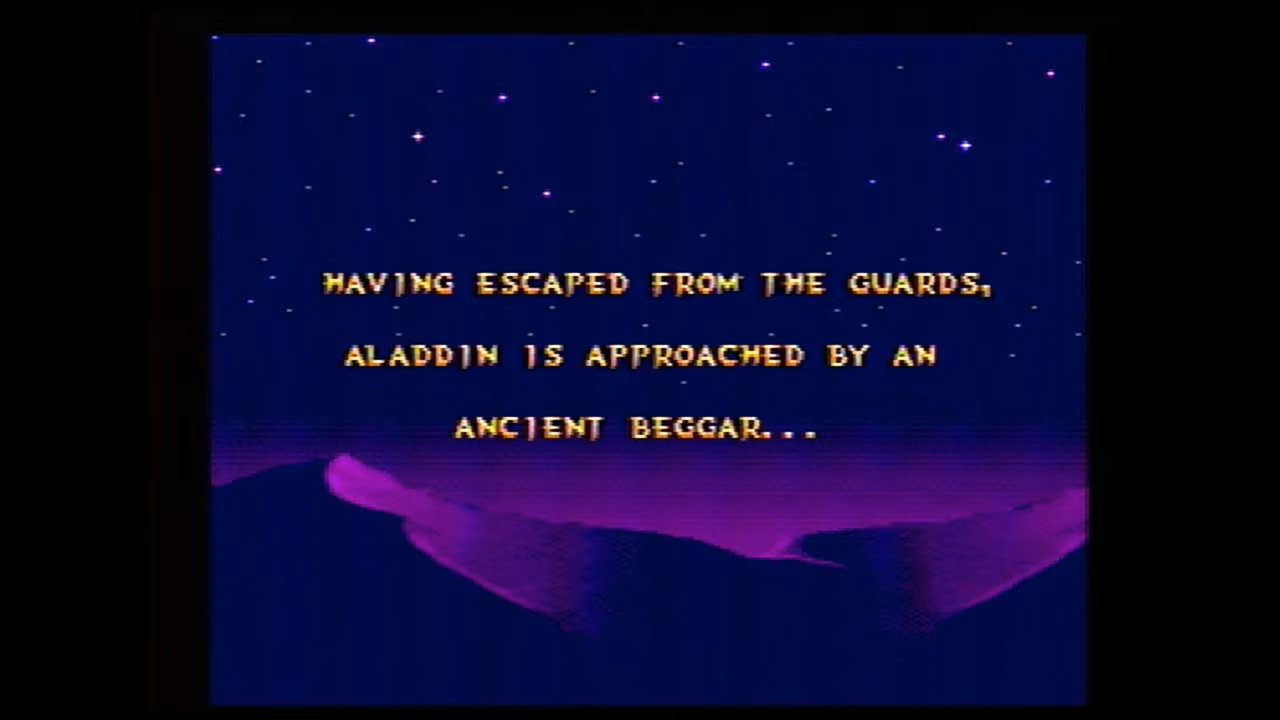 HAVING ESCAPED FROM THE GUARDS,
ALADDIN IS APPROACHED BY AN
ANCIENT BEGGAR...